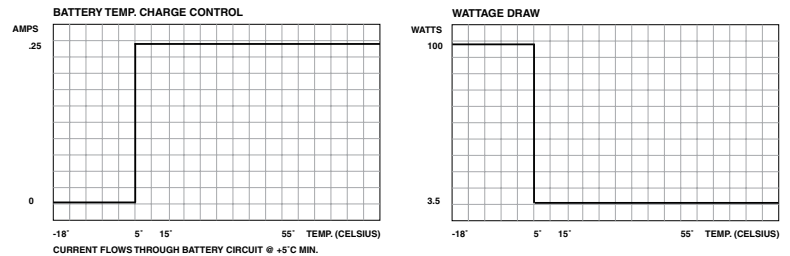 BATTERY TEMP. CHARGE CONTROL
AMPS
.25
0
-18˚ 5˚ 15˚ 55˚ TEMP. (CELSIUS)
CURRENT FLOWS THROUGH BATTERY CIRCUIT @ +5˚C MIN.
WATTAGE DRAW
WATTS
100
3.5
-18˚ 5˚ 15˚ 55˚ TEMP. (CELSIUS)